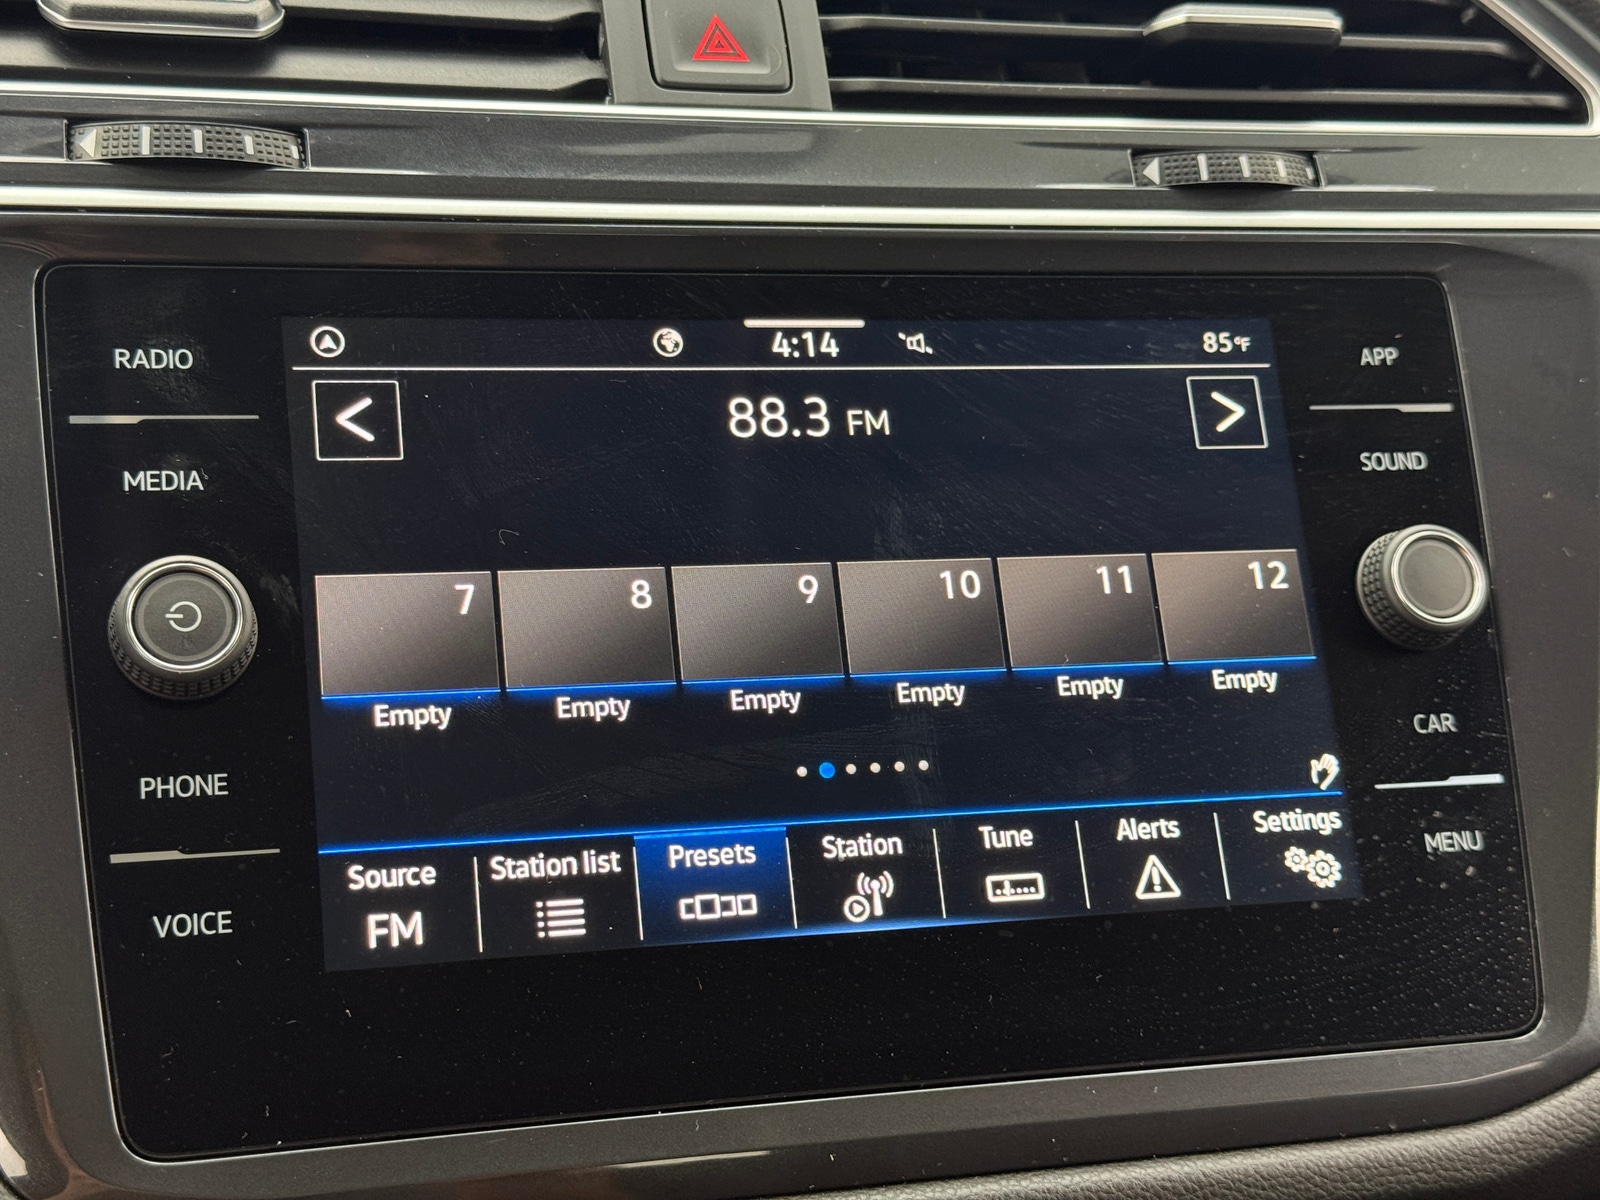 RADIO
MEDIA
PHONE
VOICE
4:14
85°F
88.3 FM
7 8 9 10 11 12
Empty Empty Empty Empty Empty Empty
Source Station list Presets Station Tune Alerts Settings
FM
APP
SOUND
CAR
MENU